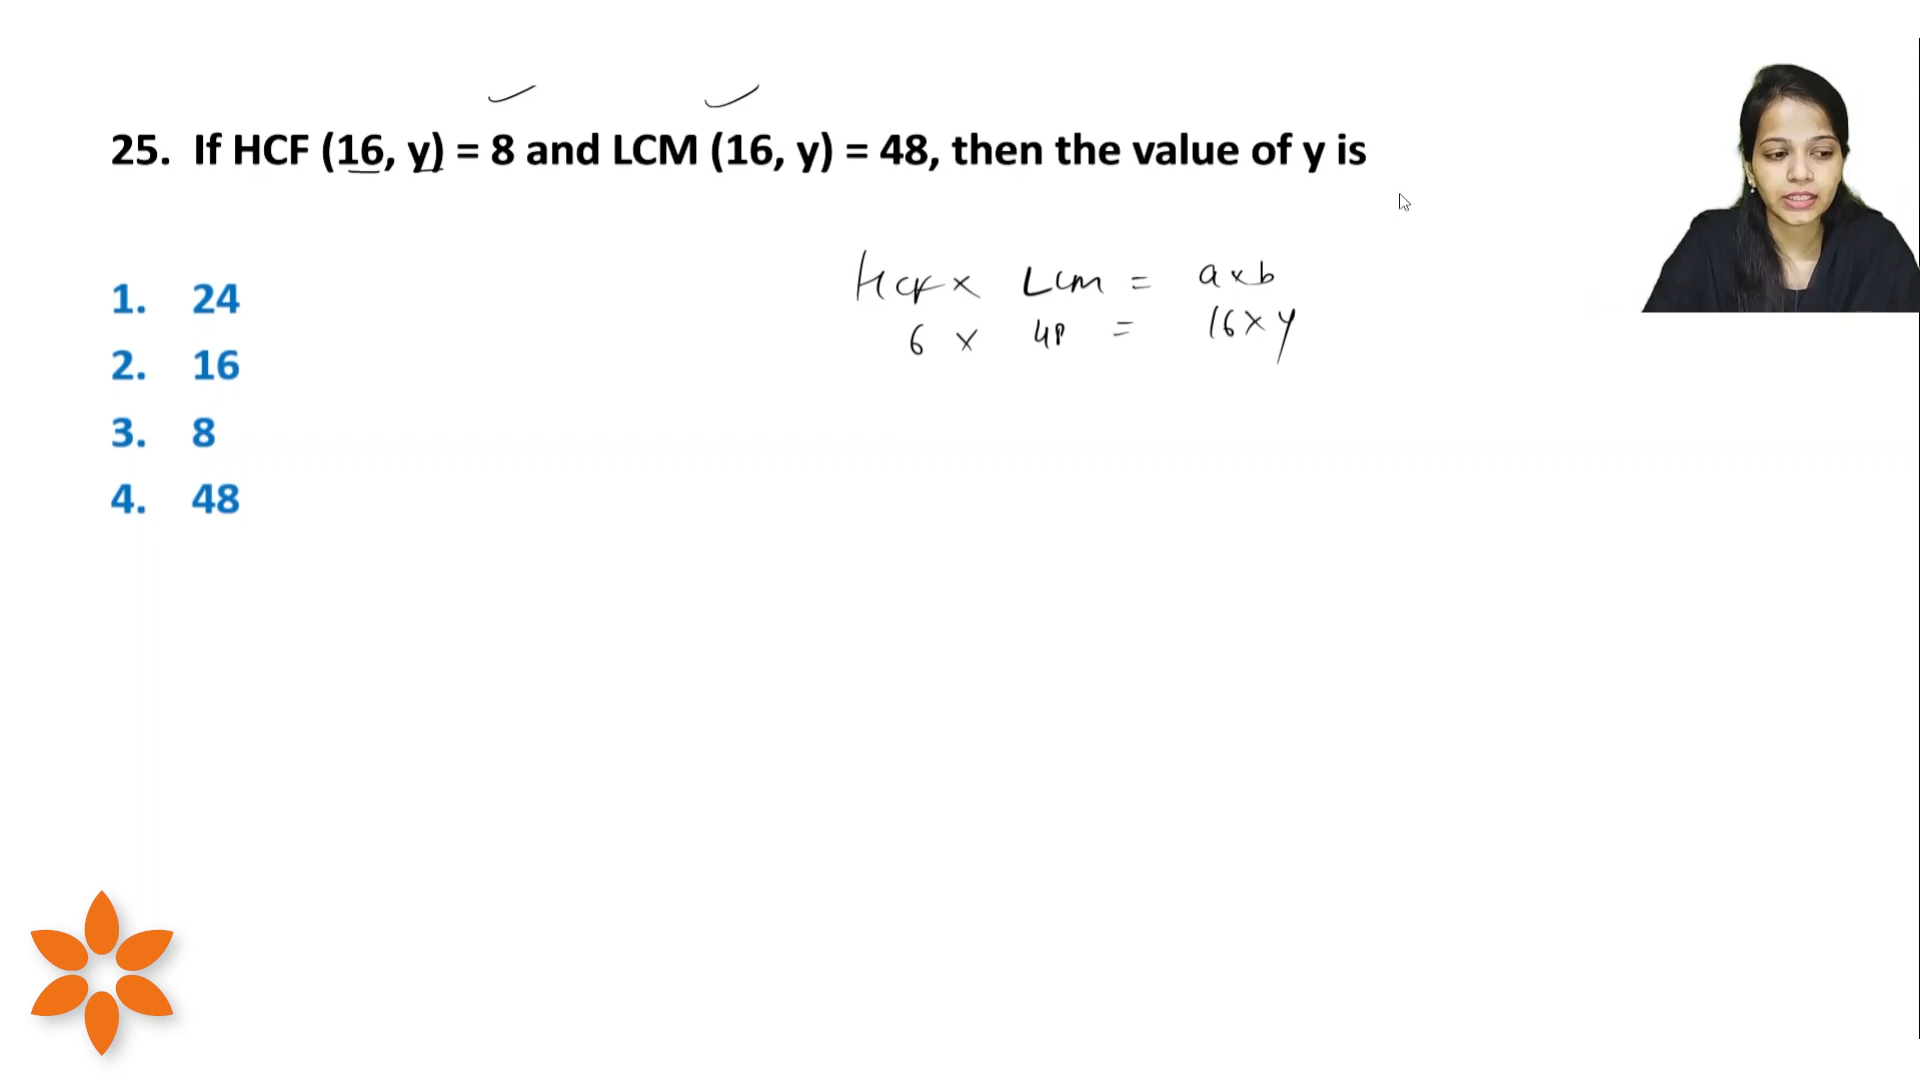 25. If HCF (16, y) = 8 and LCM (16, y) = 48, then the value of y is
HCF × LCM = a×b
6 × 48 = 16×y
1. 24
2. 16
3. 8
4. 48